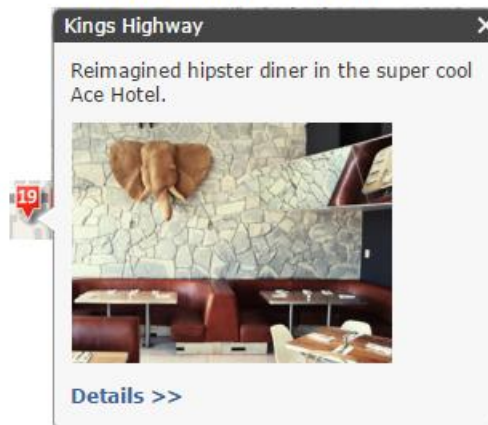 Kings Highway
Reimagined hipster diner in the super cool
Ace Hotel.
19
Details >>